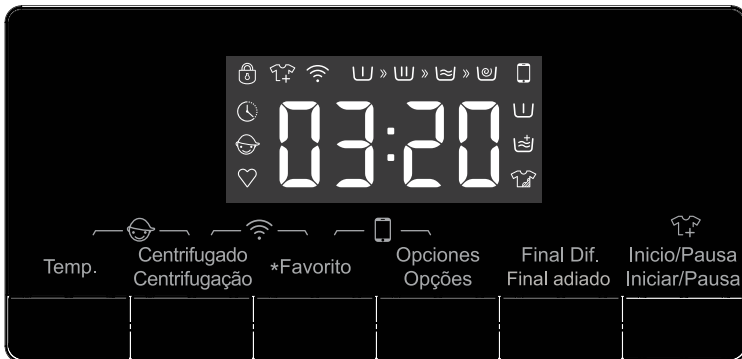 03:20
Temp.
Centrifugado
Centrifugação
*Favorito
Opciones
Opções
Final Dif.
Final adiado
Inicio/Pausa
Iniciar/Pausa